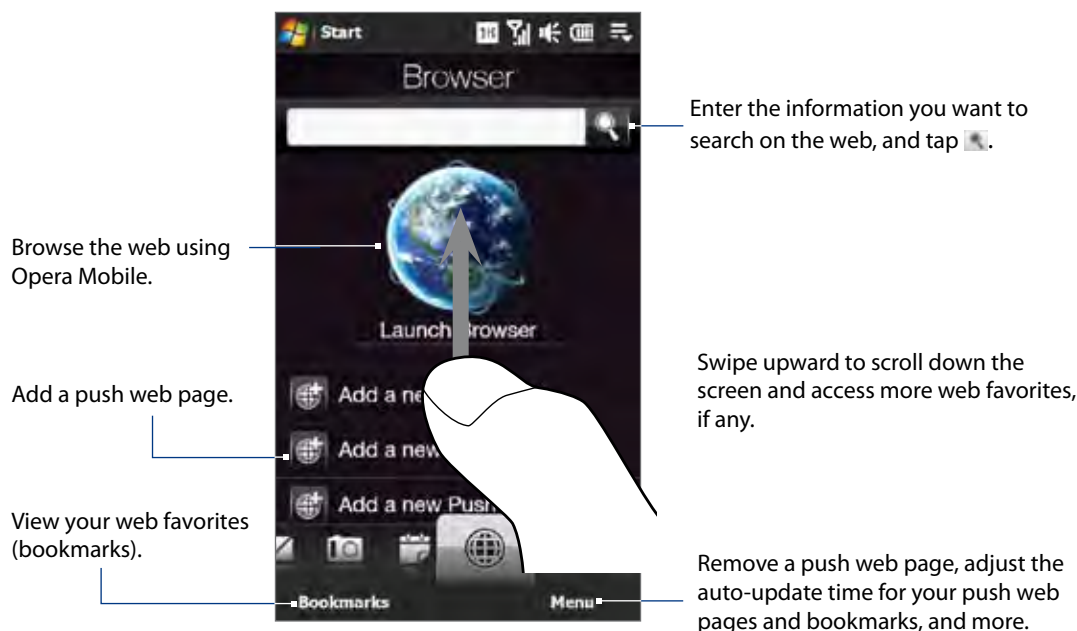 Start
Browser
Enter the information you want to
search on the web, and tap .
Browse the web using
Opera Mobile.
Launch Browser
Swipe upward to scroll down the
screen and access more web favorites,
if any.
Add a push web page.
Add a ne
Add a new
Add a new Push
View your web favorites
(bookmarks).
Remove a push web page, adjust the
auto-update time for your push web
pages and bookmarks, and more.
Bookmarks
Menu